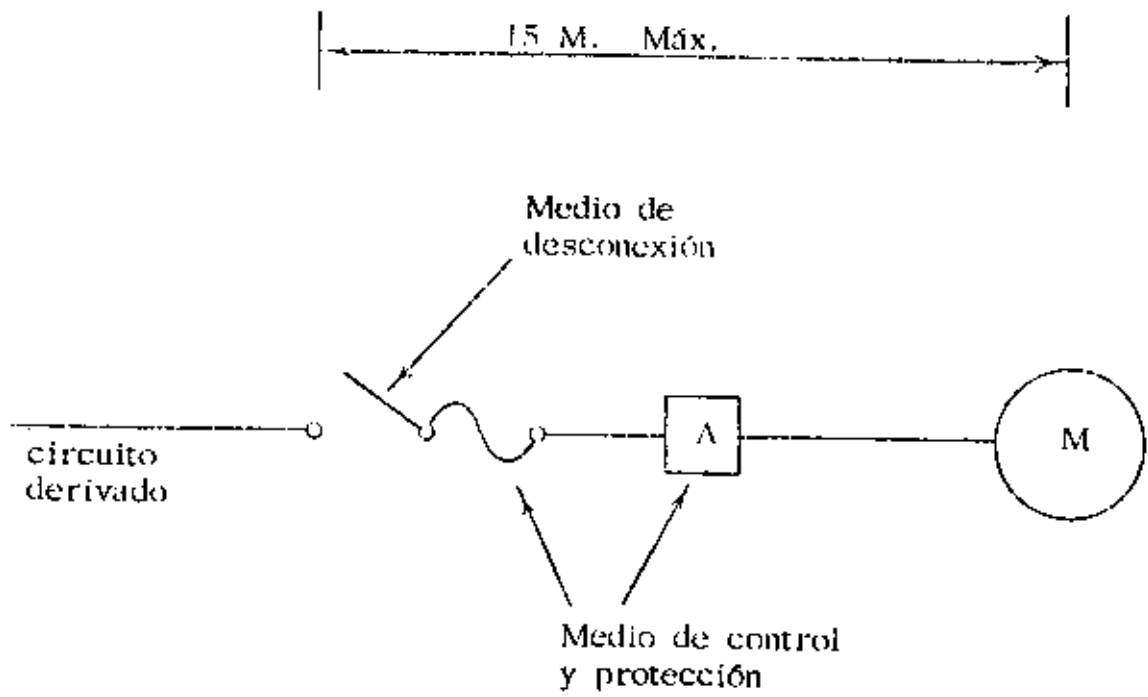 15 M. Máx.
Medio de
desconexión
circuito
derivado
A
M
Medio de control
y protección